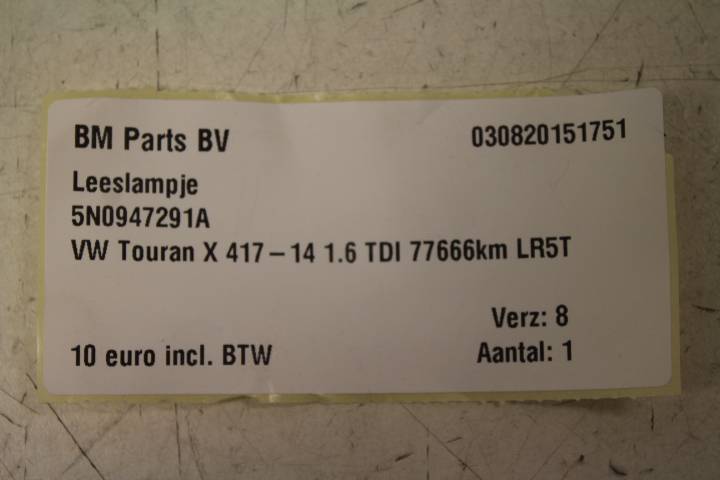 BM Parts BV 030820151751
Leeslampje
5N0947291A
VW Touran X 417-14 1.6 TDI 77666km LR5T
Verz: 8
10 euro incl. BTW Aantal: 1